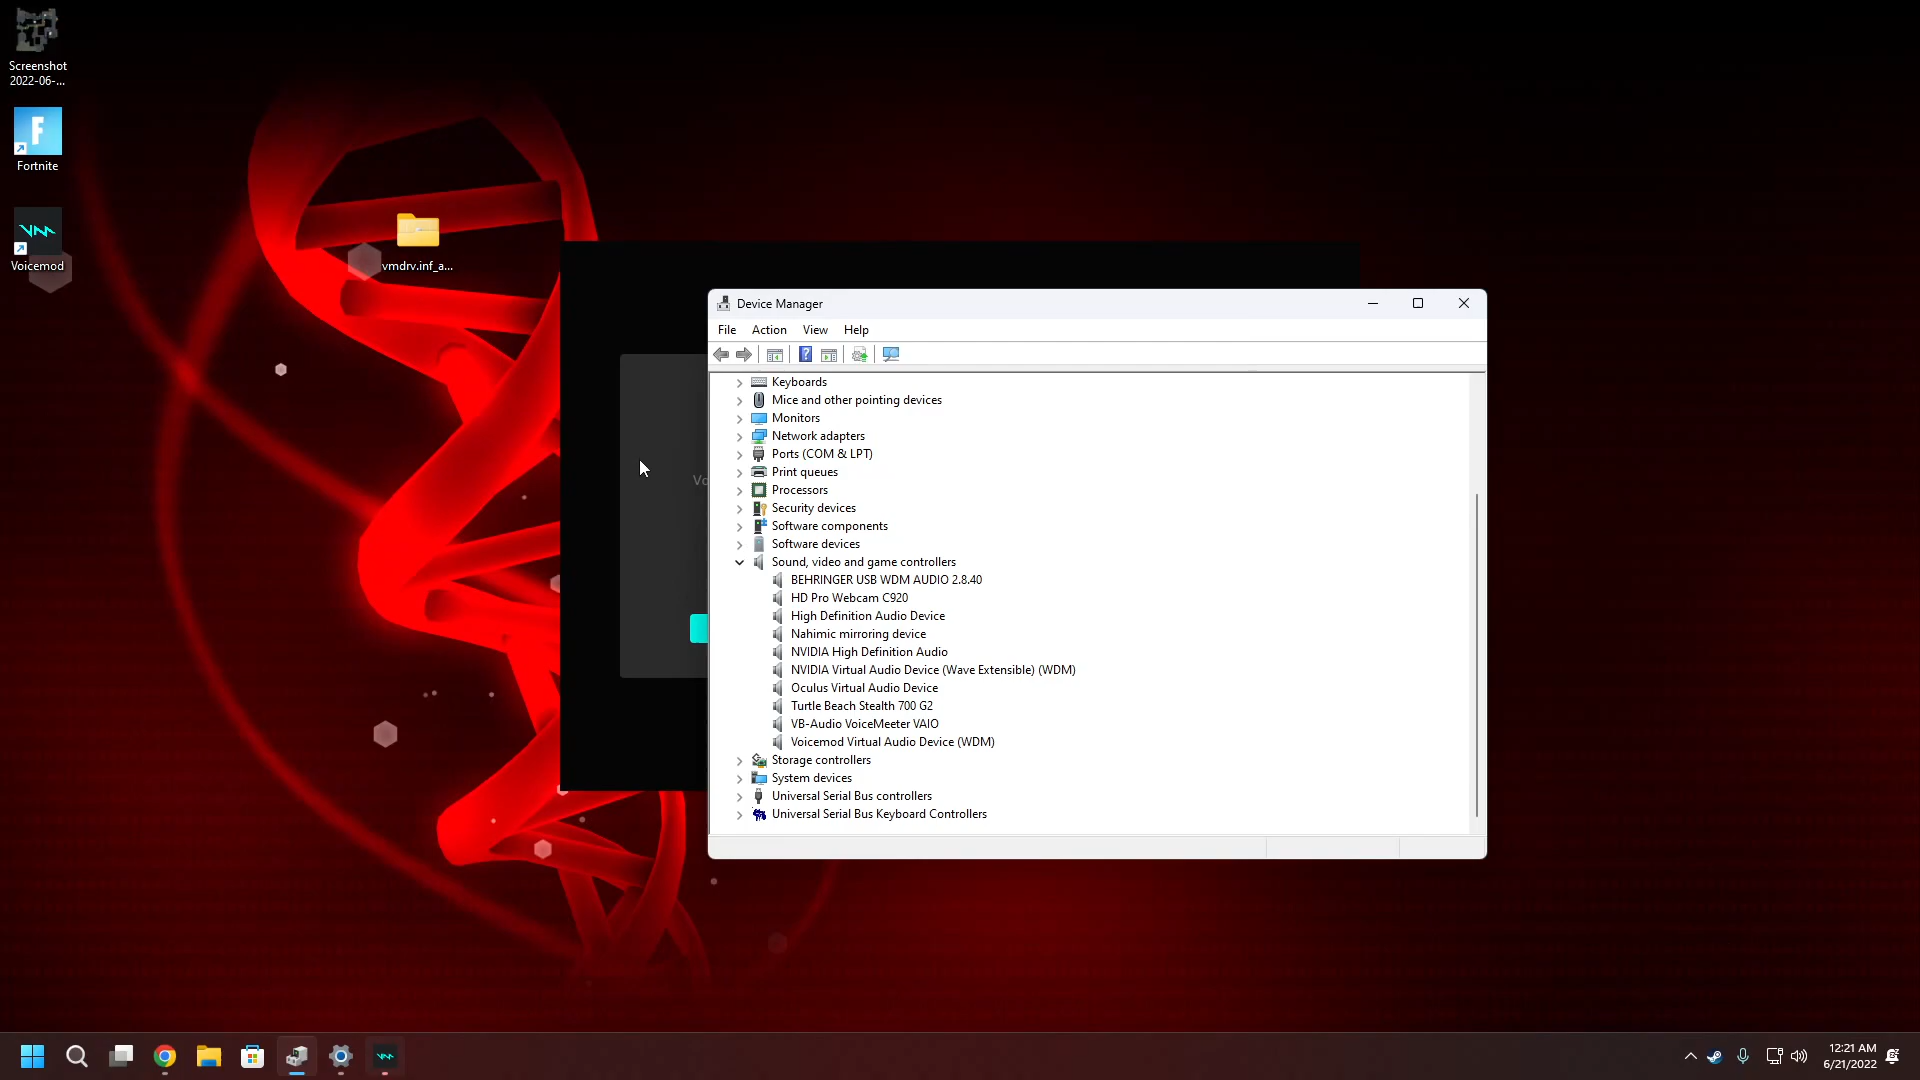 Screenshot
2022-06-...
Fortnite
Voicemod
vmdrv.inf_a...
Vo
Device Manager
File Action View Help
Keyboards
Mice and other pointing devices
Monitors
Network adapters
Ports (COM & LPT)
Print queues
Processors
Security devices
Software components
Software devices
Sound, video and game controllers
BEHRINGER USB WDM AUDIO 2.8.40
HD Pro Webcam C920
High Definition Audio Device
Nahimic mirroring device
NVIDIA High Definition Audio
NVIDIA Virtual Audio Device (Wave Extensible) (WDM)
Oculus Virtual Audio Device
Turtle Beach Stealth 700 G2
VB-Audio VoiceMeeter VAIO
Voicemod Virtual Audio Device (WDM)
Storage controllers
System devices
Universal Serial Bus controllers
Universal Serial Bus Keyboard Controllers
12:21 AM
6/21/2022